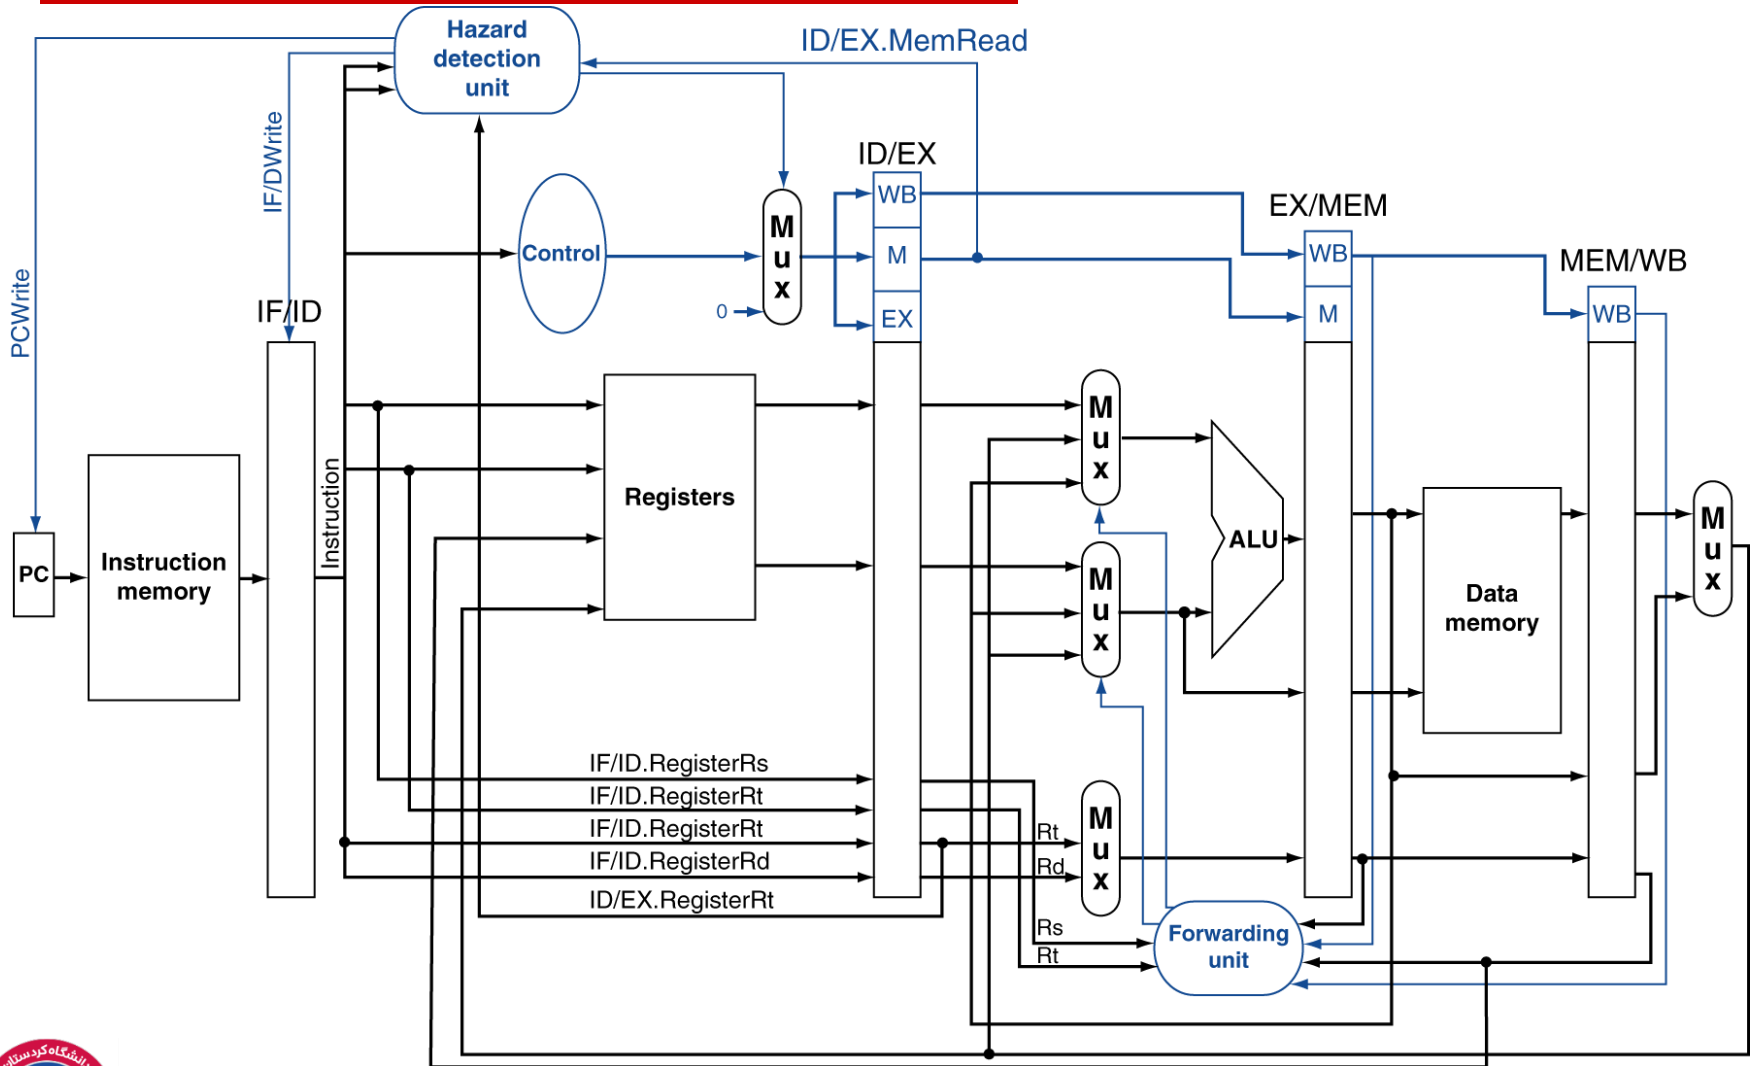 Hazard
detection
unit
ID/EX.MemRead
IF/DWrite
PCWrite
ID/EX
WB
M
EX
Control
M
u
x
0
EX/MEM
WB
M
MEM/WB
WB
IF/ID
Instruction
PC
Instruction
memory
Registers
M
u
x
M
u
x
ALU
Data
memory
M
u
x
IF/ID.RegisterRs
IF/ID.RegisterRt
IF/ID.RegisterRt
IF/ID.RegisterRd
ID/EX.RegisterRt
Rt
Rd
M
u
x
Rs
Rt
Forwarding
unit
دانشگاه کردستان